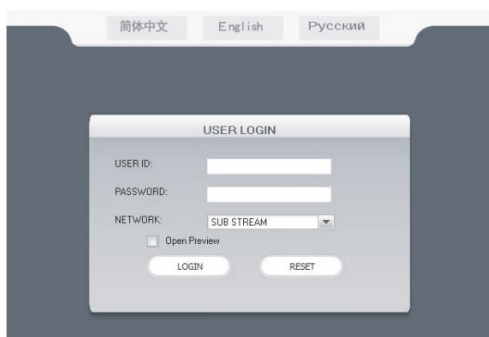 简体中文 English Русский
USER LOGIN
USER ID:
PASSWORD:
NETWORK: SUB STREAM
Open Preview
LOGIN RESET